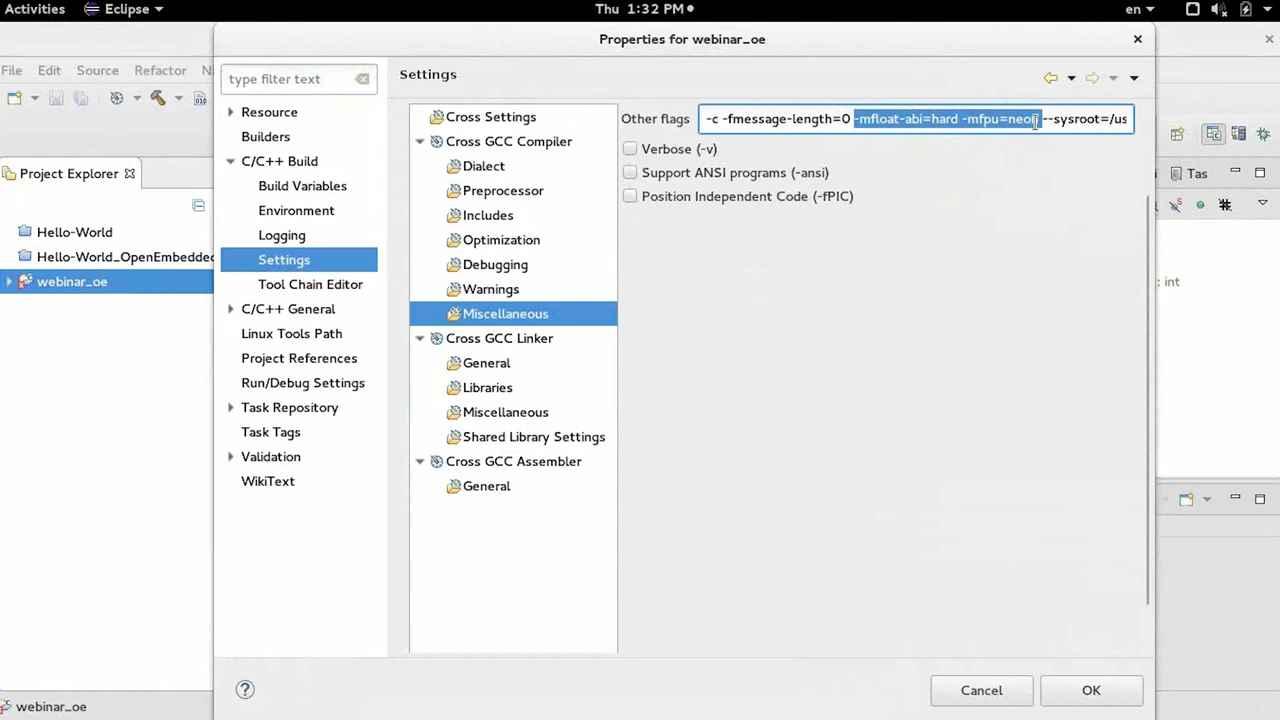 Activities Eclipse Thu 1:32 PM en
Properties for webinar_oe
File Edit Source Refactor
type filter text
Settings
Resource
Builders
C/C++ Build
Build Variables
Environment
Logging
Settings
Tool Chain Editor
C/C++ General
Linux Tools Path
Project References
Run/Debug Settings
Task Repository
Task Tags
Validation
WikiText
Cross Settings
Cross GCC Compiler
Dialect
Preprocessor
Includes
Optimization
Debugging
Warnings
Miscellaneous
Cross GCC Linker
General
Libraries
Miscellaneous
Shared Library Settings
Cross GCC Assembler
General
Other flags -c -fmessage-length=0 -mfloat-abi=hard -mfpu=neon --sysroot=/us
Verbose (-v)
Support ANSI programs (-ansi)
Position Independent Code (-fPIC)
Project Explorer
Hello-World
Hello-World_OpenEmbedded
webinar_oe
Tas
: int
Cancel OK
webinar_oe